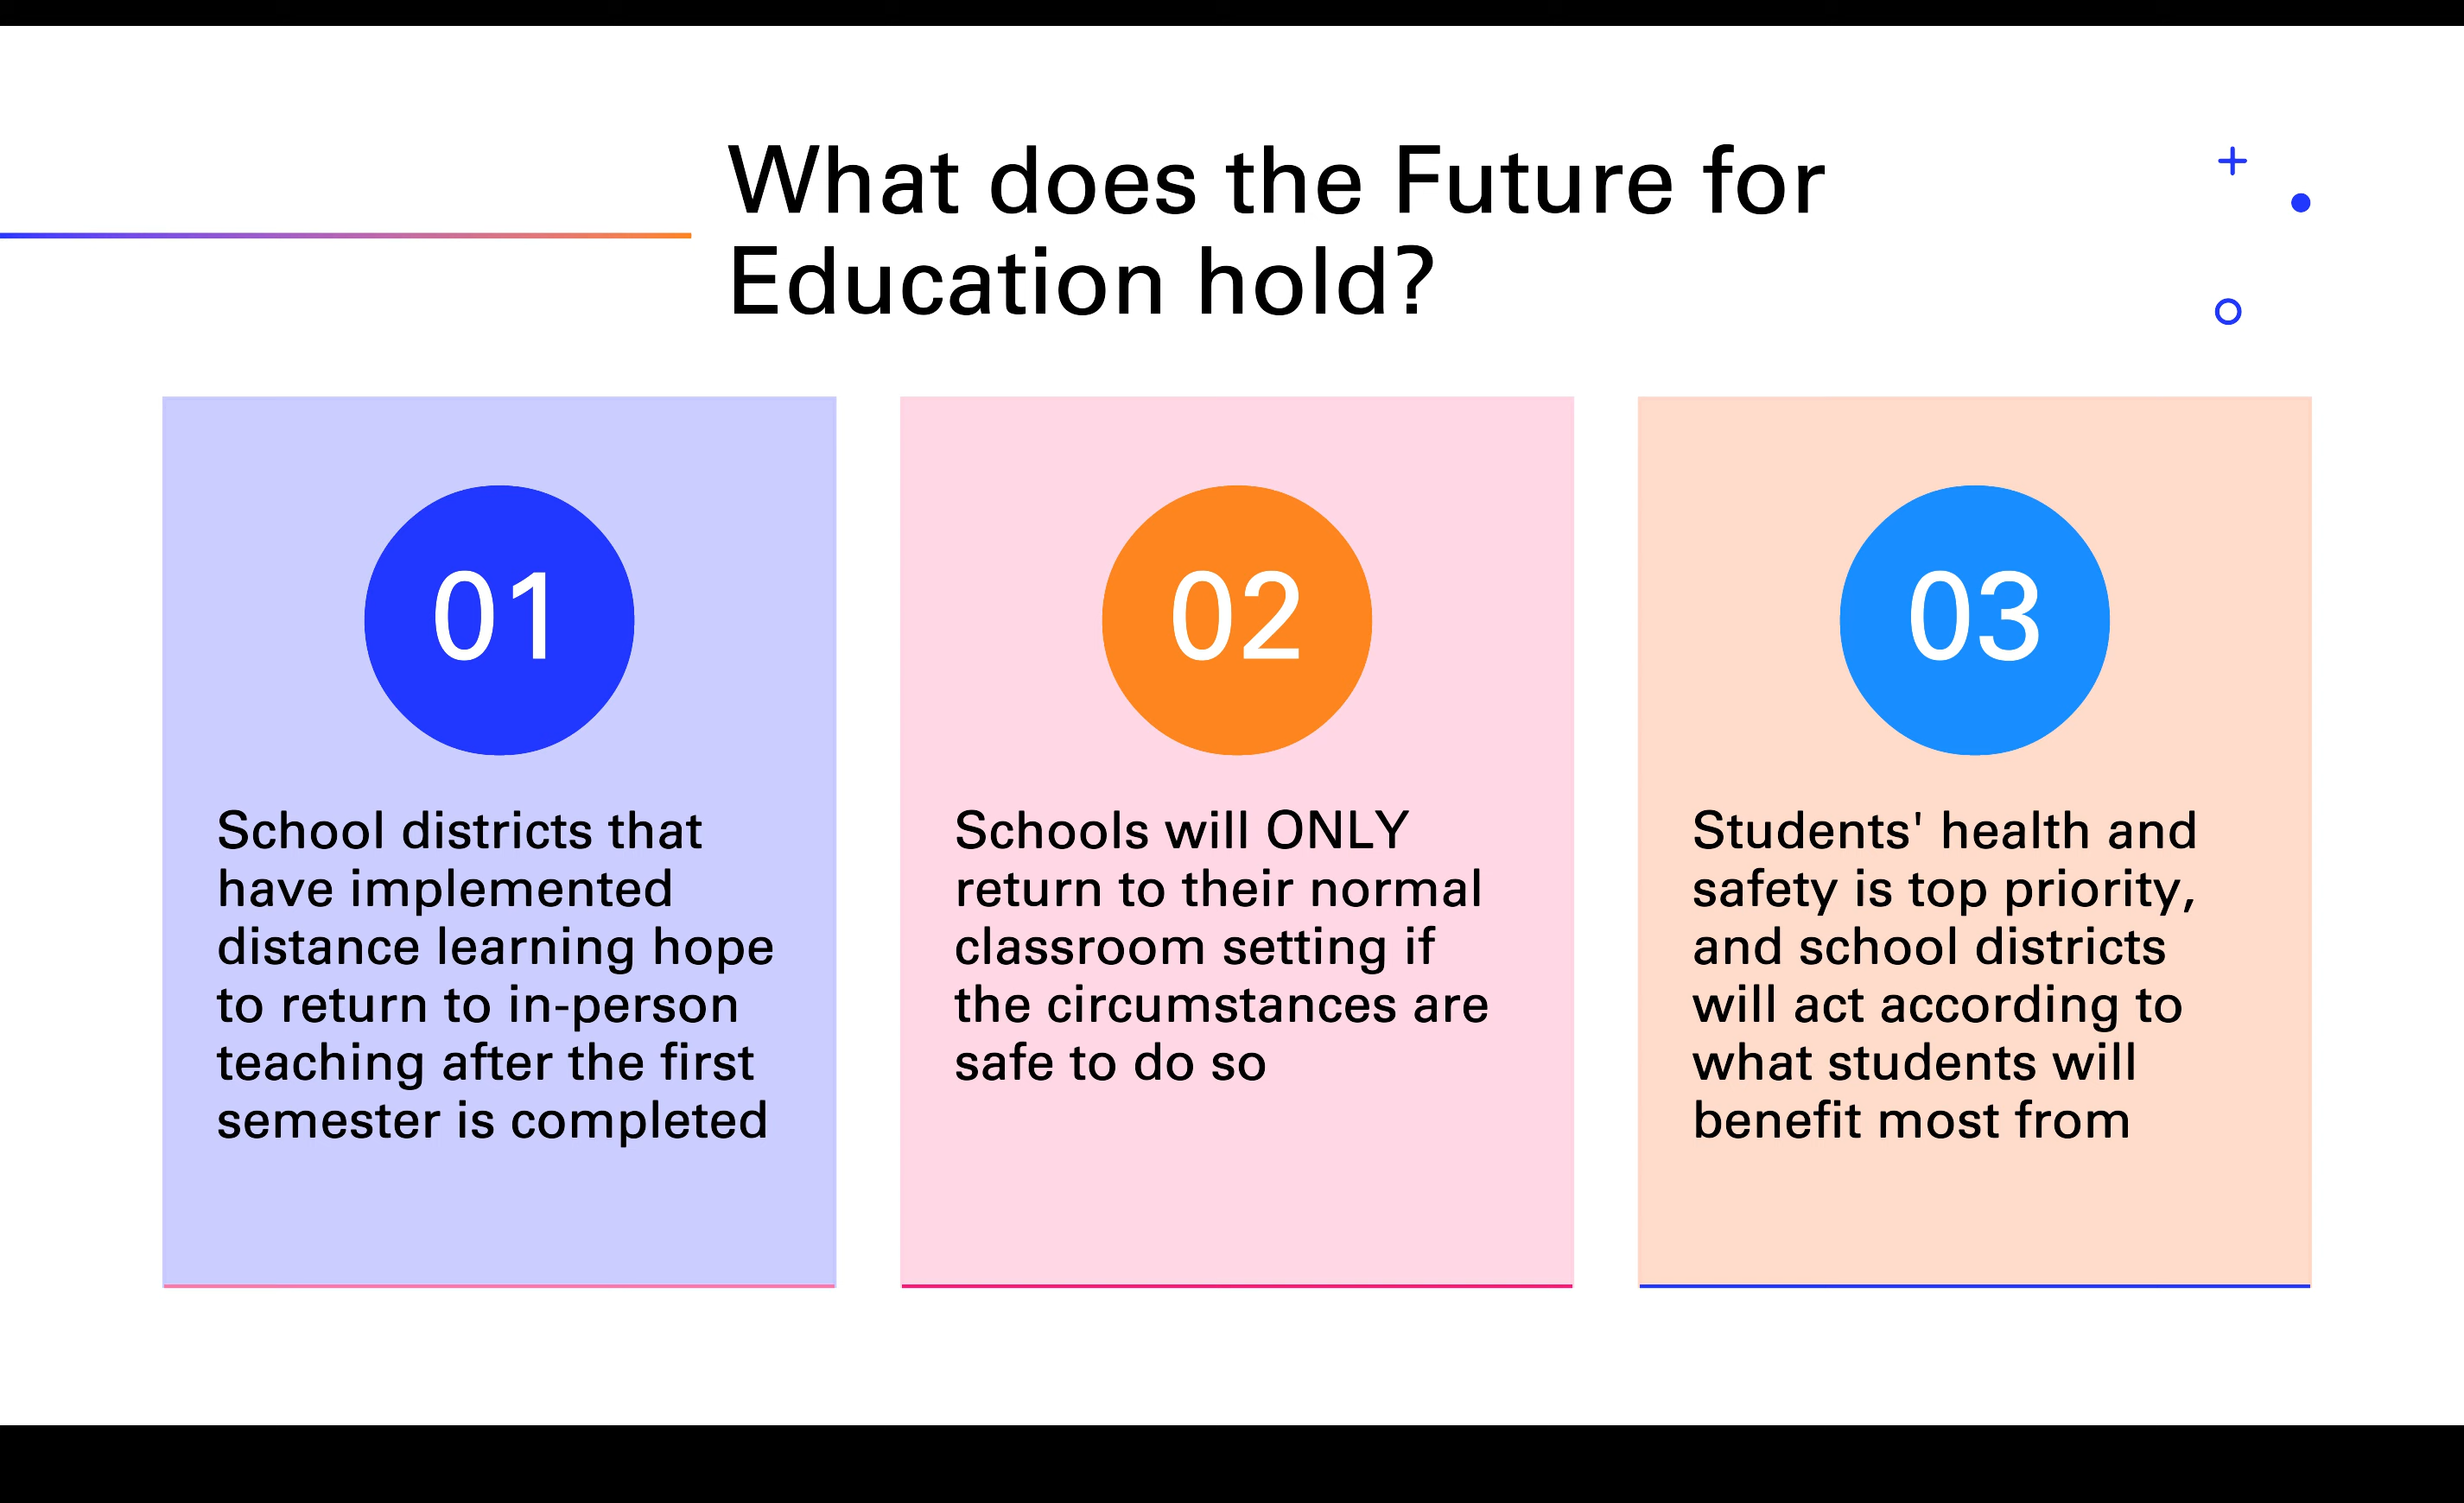 What does the Future for
Education hold?
01
School districts that
have implemented
distance learning hope
to return to in-person
teaching after the first
semester is completed
02
Schools will ONLY
return to their normal
classroom setting if
the circumstances are
safe to do so
03
Students' health and
safety is top priority,
and school districts
will act according to
what students will
benefit most from